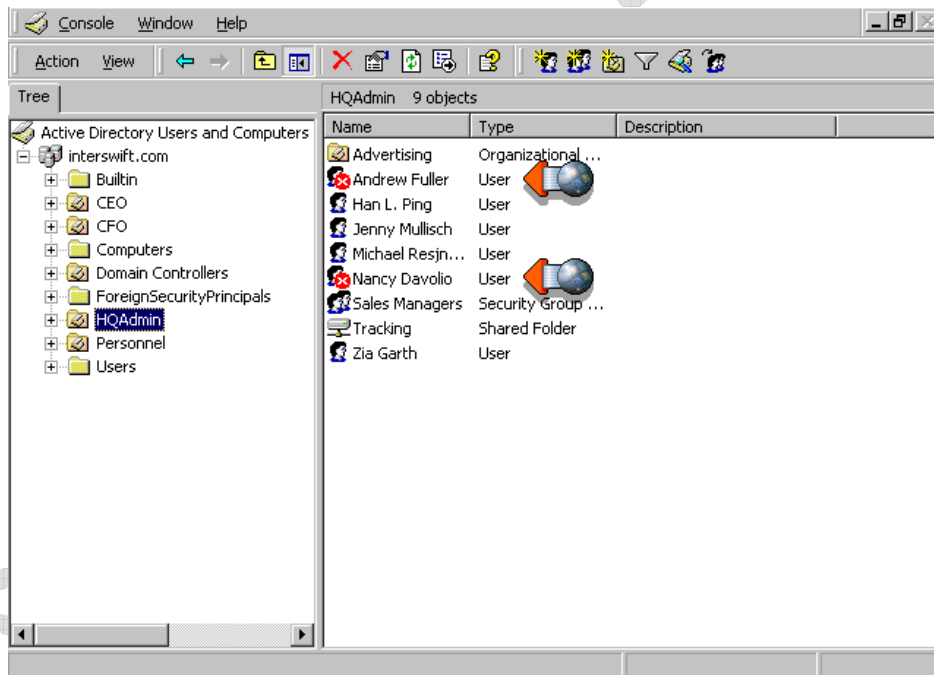 Console Window Help
Action View
Tree
HQAdmin 9 objects
Active Directory Users and Computers
interswift.com
Builtin
CEO
CFO
Computers
Domain Controllers
ForeignSecurityPrincipals
HQAdmin
Personnel
Users
Name Type Description
Advertising Organizational ...
Andrew Fuller User
Han L. Ping User
Jenny Mullisch User
Michael Resjn... User
Nancy Davolio User
Sales Managers Security Group ...
Tracking Shared Folder
Zia Garth User